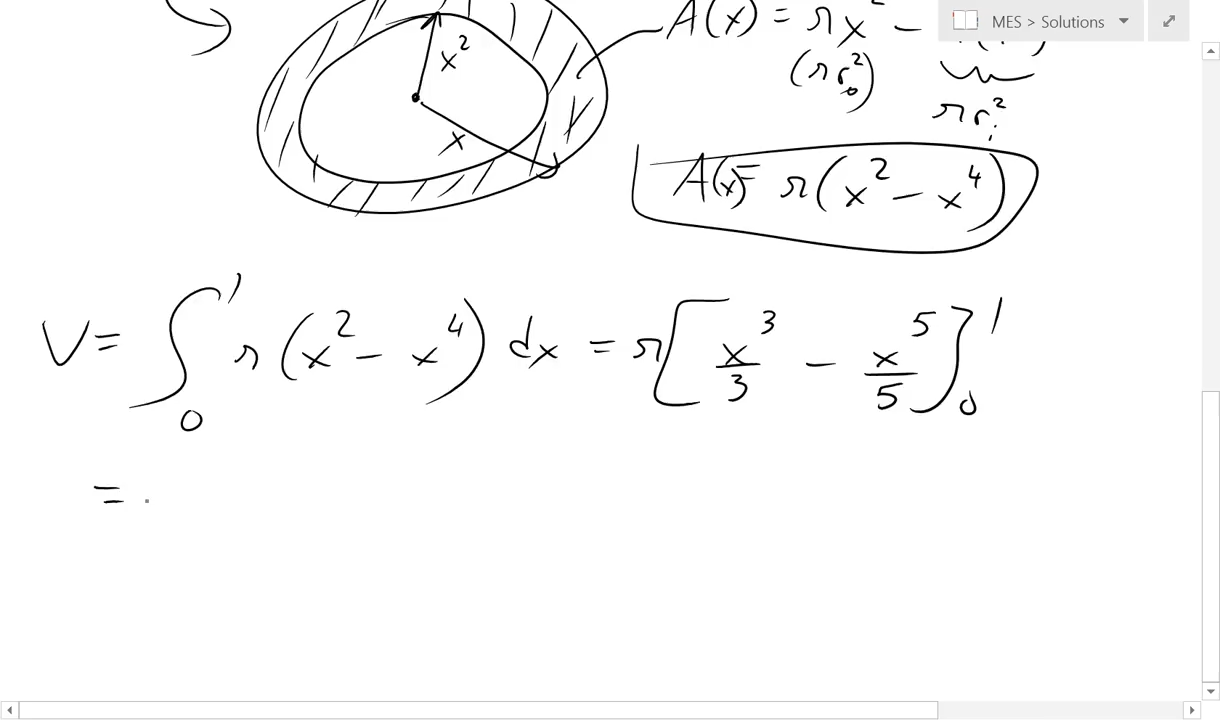 A(x) = πx² −
MES > Solutions
x²
(πr₀²)
πrᵢ²
x
A(x) = π(x² − x⁴)
V = ∫₀¹ π(x² − x⁴) dx = π[x³/3 − x⁵/5]₀¹
=